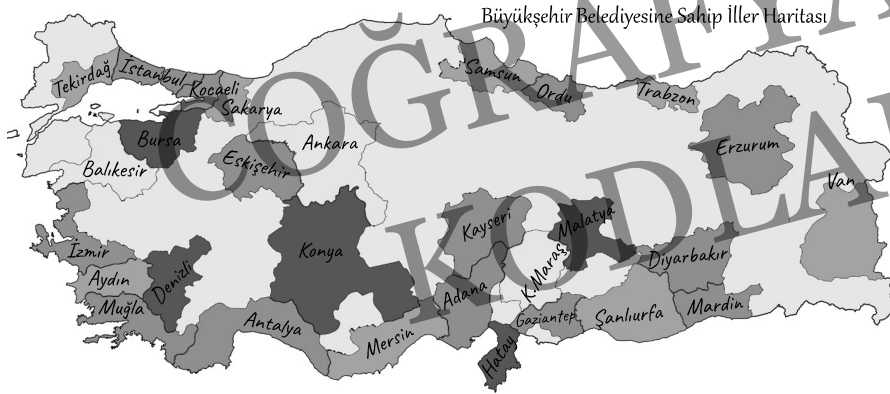 Büyükşehir Belediyesine Sahip İller Haritası
COĞRAFYA
KODLA
Tekirdağ
İstanbul
Kocaeli
Sakarya
Samsun
Ordu
Trabzon
Bursa
Balıkesir
Eskişehir
Ankara
Erzurum
Van
İzmir
Aydın
Muğla
Denizli
Konya
Kayseri
Malatya
K.Maraş
Adana
Diyarbakır
Antalya
Mersin
Gaziantep
Şanlıurfa
Mardin
Hatay